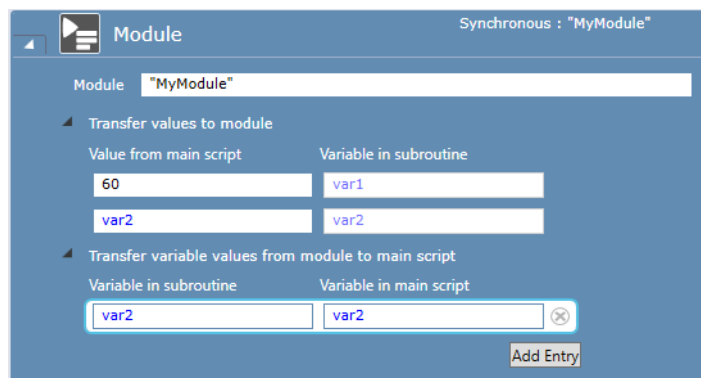 Module
Synchronous : "MyModule"
Module "MyModule"
Transfer values to module
Value from main script Variable in subroutine
60 var1
var2 var2
Transfer variable values from module to main script
Variable in subroutine Variable in main script
var2 var2
Add Entry